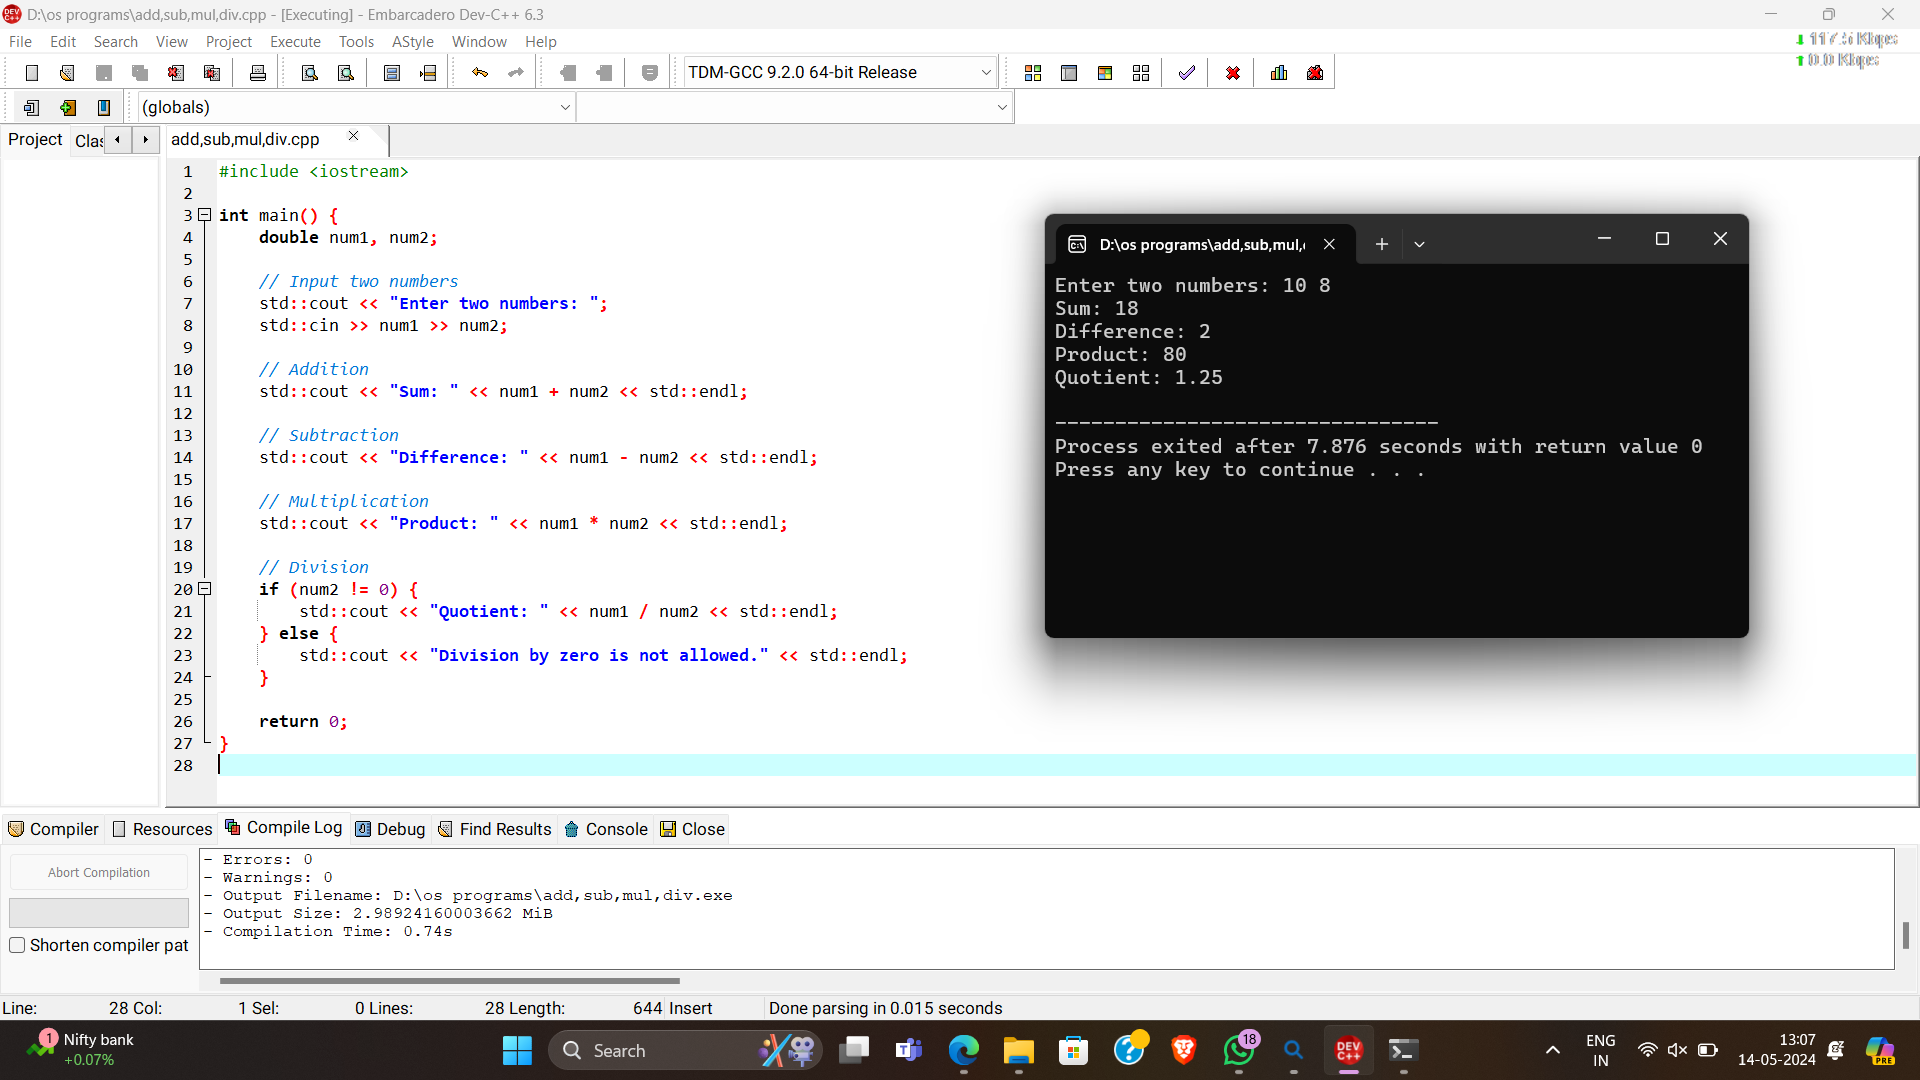 D:\os programs\add,sub,mul,div.cpp - [Executing] - Embarcadero Dev-C++ 6.3
File Edit Search View Project Execute Tools AStyle Window Help
117.5 Kbps
0.0 Kbps
TDM-GCC 9.2.0 64-bit Release
(globals)
Project Clas add,sub,mul,div.cpp
1 #include <iostream>
2
3 int main() {
4 double num1, num2;
5
6 // Input two numbers
7 std::cout << "Enter two numbers: ";
8 std::cin >> num1 >> num2;
9
10 // Addition
11 std::cout << "Sum: " << num1 + num2 << std::endl;
12
13 // Subtraction
14 std::cout << "Difference: " << num1 - num2 << std::endl;
15
16 // Multiplication
17 std::cout << "Product: " << num1 * num2 << std::endl;
18
19 // Division
20 if (num2 != 0) {
21 std::cout << "Quotient: " << num1 / num2 << std::endl;
22 } else {
23 std::cout << "Division by zero is not allowed." << std::endl;
24 }
25
26 return 0;
27 }
28
D:\os programs\add,sub,mul,
Enter two numbers: 10 8
Sum: 18
Difference: 2
Product: 80
Quotient: 1.25
--------------------------------
Process exited after 7.876 seconds with return value 0
Press any key to continue . . .
Compiler Resources Compile Log Debug Find Results Console Close
Abort Compilation
Shorten compiler pat
- Errors: 0
- Warnings: 0
- Output Filename: D:\os programs\add,sub,mul,div.exe
- Output Size: 2.98924160003662 MiB
- Compilation Time: 0.74s
Line: 28 Col: 1 Sel: 0 Lines: 28 Length: 644 Insert Done parsing in 0.015 seconds
1 Nifty bank
+0.07%
Search
18
DEV C++
ENG
IN
13:07
14-05-2024
PRE